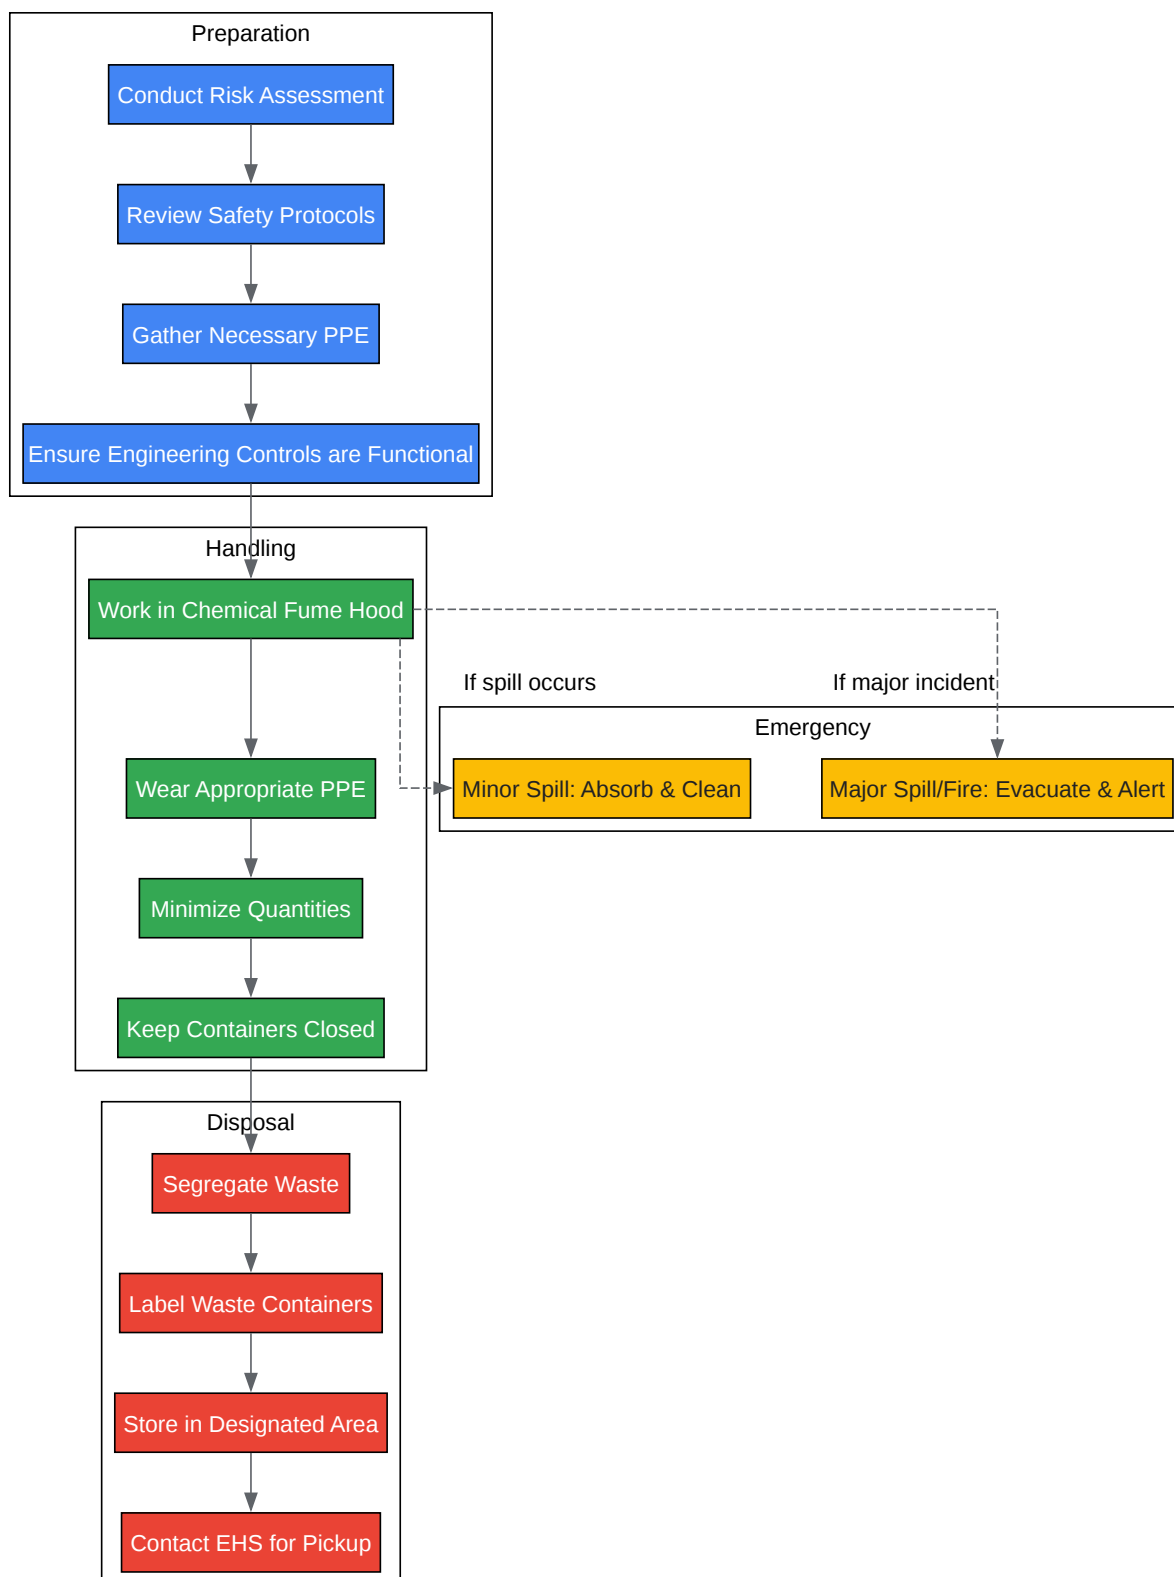 Preparation
Conduct Risk Assessment
Review Safety Protocols
Gather Necessary PPE
Ensure Engineering Controls are Functional
Handling
Work in Chemical Fume Hood
If spill occurs
If major incident
Emergency
Wear Appropriate PPE
Minor Spill: Absorb & Clean
Major Spill/Fire: Evacuate & Alert
Minimize Quantities
Keep Containers Closed
Disposal
Segregate Waste
Label Waste Containers
Store in Designated Area
Contact EHS for Pickup